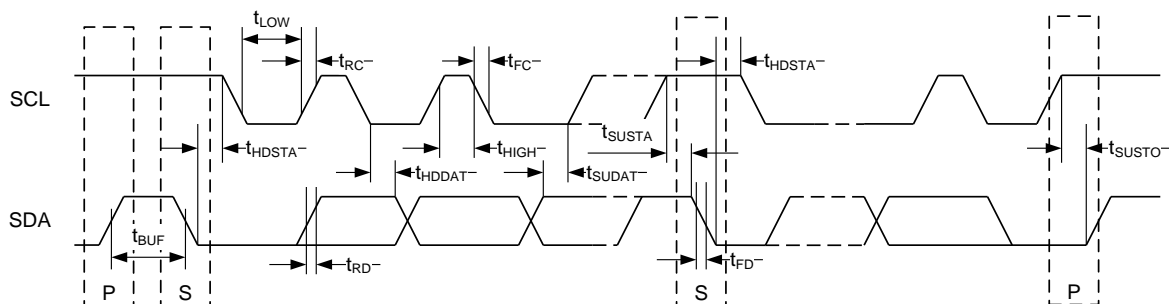 tLOW
tRC
tFC
tHDSTA
SCL
tSUSTA
tHDSTA
tHIGH
tSUSTO
tHDDAT
tSUDAT
SDA
tBUF
tRD
tFD
P
S
S
P